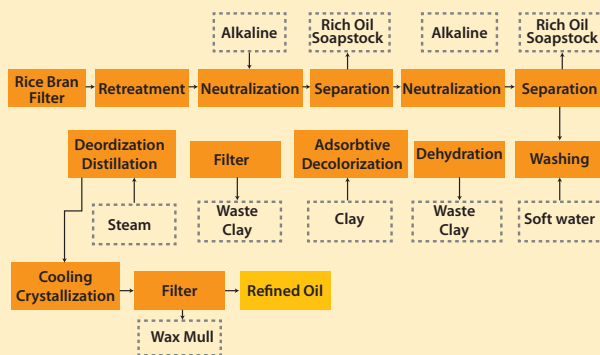 Alkaline
Rich Oil
Soapstock
Alkaline
Rich Oil
Soapstock
Rice Bran
Filter
Retreatment
Neutralization
Separation
Neutralization
Separation
Deordization
Distillation
Filter
Adsorbtive
Decolorization
Dehydration
Washing
Steam
Waste
Clay
Clay
Waste
Clay
Soft water
Cooling
Crystallization
Filter
Refined Oil
Wax Mull